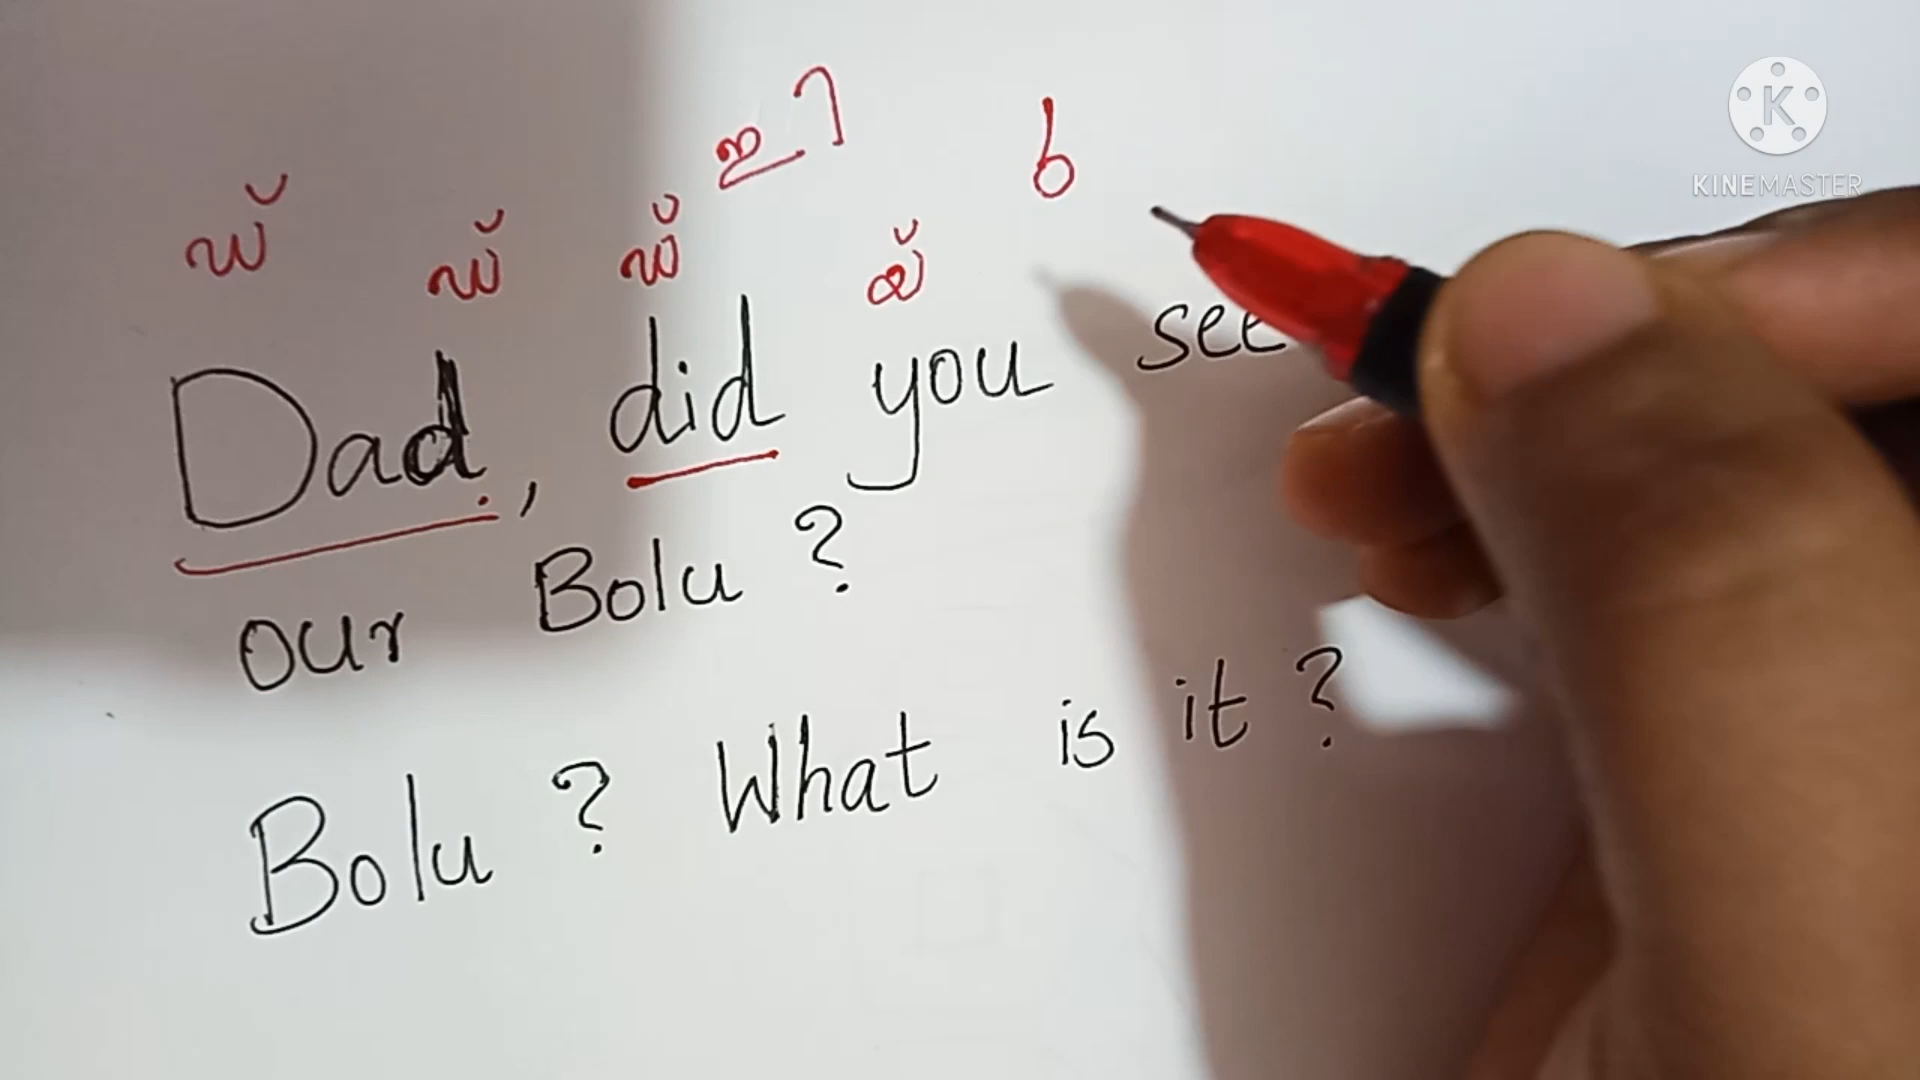 ഇ ി
ഡ് ഡ് ഡ് യ്
Dad, did you see
our Bolu ?
Bolu ? What is it ?
KINEMASTER